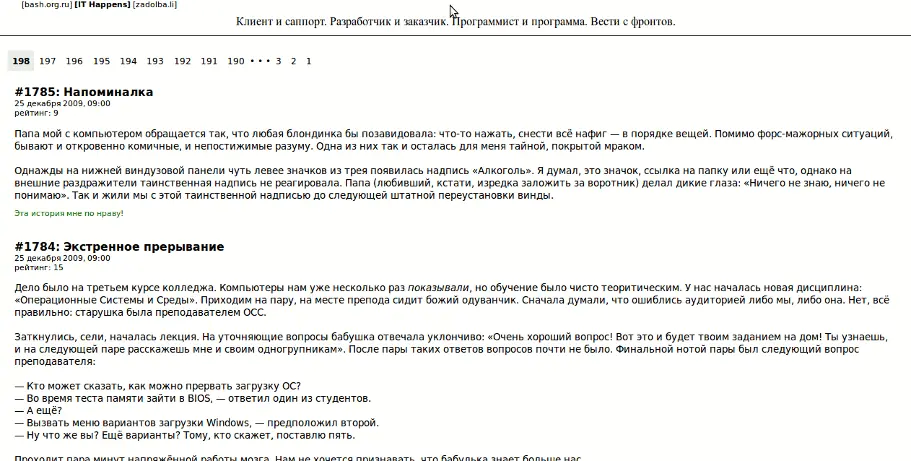 [bash.org.ru] [IT Happens] [zadolba.li]
Клиент и саппорт. Разработчик и заказчик. Программист и программа. Вести с фронтов.
198 197 196 195 194 193 192 191 190 • • • 3 2 1
#1785: Напоминалка
25 декабря 2009, 09:00
рейтинг: 9
Папа мой с компьютером обращается так, что любая блондинка бы позавидовала: что-то нажать, снести всё нафиг — в порядке вещей. Помимо форс-мажорных ситуаций,
бывают и откровенно комичные, и непостижимые разуму. Одна из них так и осталась для меня тайной, покрытой мраком.
Однажды на нижней виндузовой панели чуть левее значков из трея появилась надпись «Алкоголь». Я думал, это значок, ссылка на папку или ещё что, однако на
внешние раздражители таинственная надпись не реагировала. Папа (любивший, кстати, изредка заложить за воротник) делал дикие глаза: «Ничего не знаю, ничего не
понимаю». Так и жили мы с этой таинственной надписью до следующей штатной переустановки винды.
Эта история мне по нраву!
#1784: Экстренное прерывание
25 декабря 2009, 09:00
рейтинг: 15
Дело было на третьем курсе колледжа. Компьютеры нам уже несколько раз показывали, но обучение было чисто теоритическим. У нас началась новая дисциплина:
«Операционные Системы и Среды». Приходим на пару, на месте препода сидит божий одуванчик. Сначала думали, что ошиблись аудиторией либо мы, либо она. Нет, всё
правильно: старушка была преподавателем ОСС.
Заткнулись, сели, началась лекция. На уточняющие вопросы бабушка отвечала уклончиво: «Очень хороший вопрос! Вот это и будет твоим заданием на дом! Ты узнаешь,
и на следующей паре расскажешь мне и своим одногрупникам». После пары таких ответов вопросов почти не было. Финальной нотой пары был следующий вопрос
преподавателя:
— Кто может сказать, как можно прервать загрузку ОС?
— Во время теста памяти зайти в BIOS, — ответил один из студентов.
— А ещё?
— Вызвать меню вариантов загрузки Windows, — предположил второй.
— Ну что же вы? Ещё варианты? Тому, кто скажет, поставлю пять.
Проходит пара минут напряжённой работы мозга. Нам не хочется признавать, что бабулька знает больше нас.